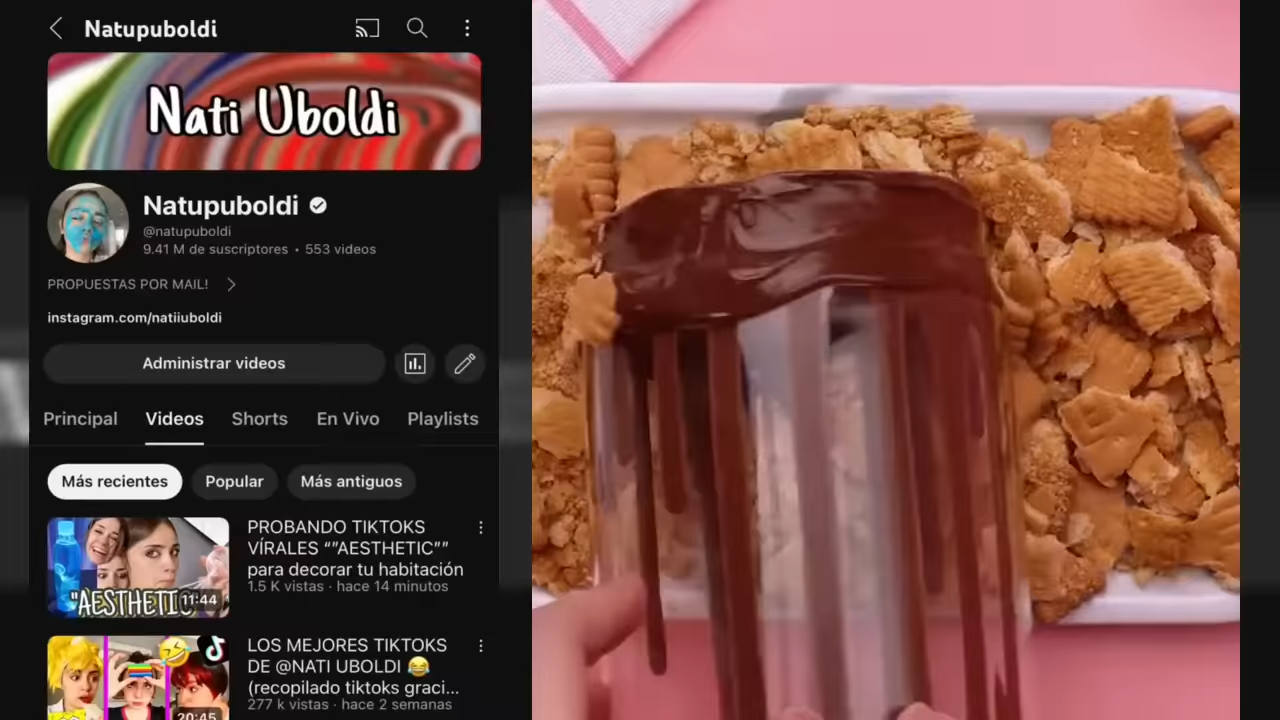 Natupuboldi
Nati Uboldi
Natupuboldi
@natupuboldi
9.41 M de suscriptores • 553 videos
PROPUESTAS POR MAIL!
instagram.com/natiiuboldi
Administrar videos
Principal Videos Shorts En Vivo Playlists
Más recientes Popular Más antiguos
PROBANDO TIKTOKS
VÍRALES “”AESTHETIC””
para decorar tu habitación
1.5 K vistas · hace 14 minutos
"AESTHETIC"
11:44
LOS MEJORES TIKTOKS
DE @NATI UBOLDI 😂
(recopilado tiktoks graci...
277 k vistas · hace 2 semanas
20:45